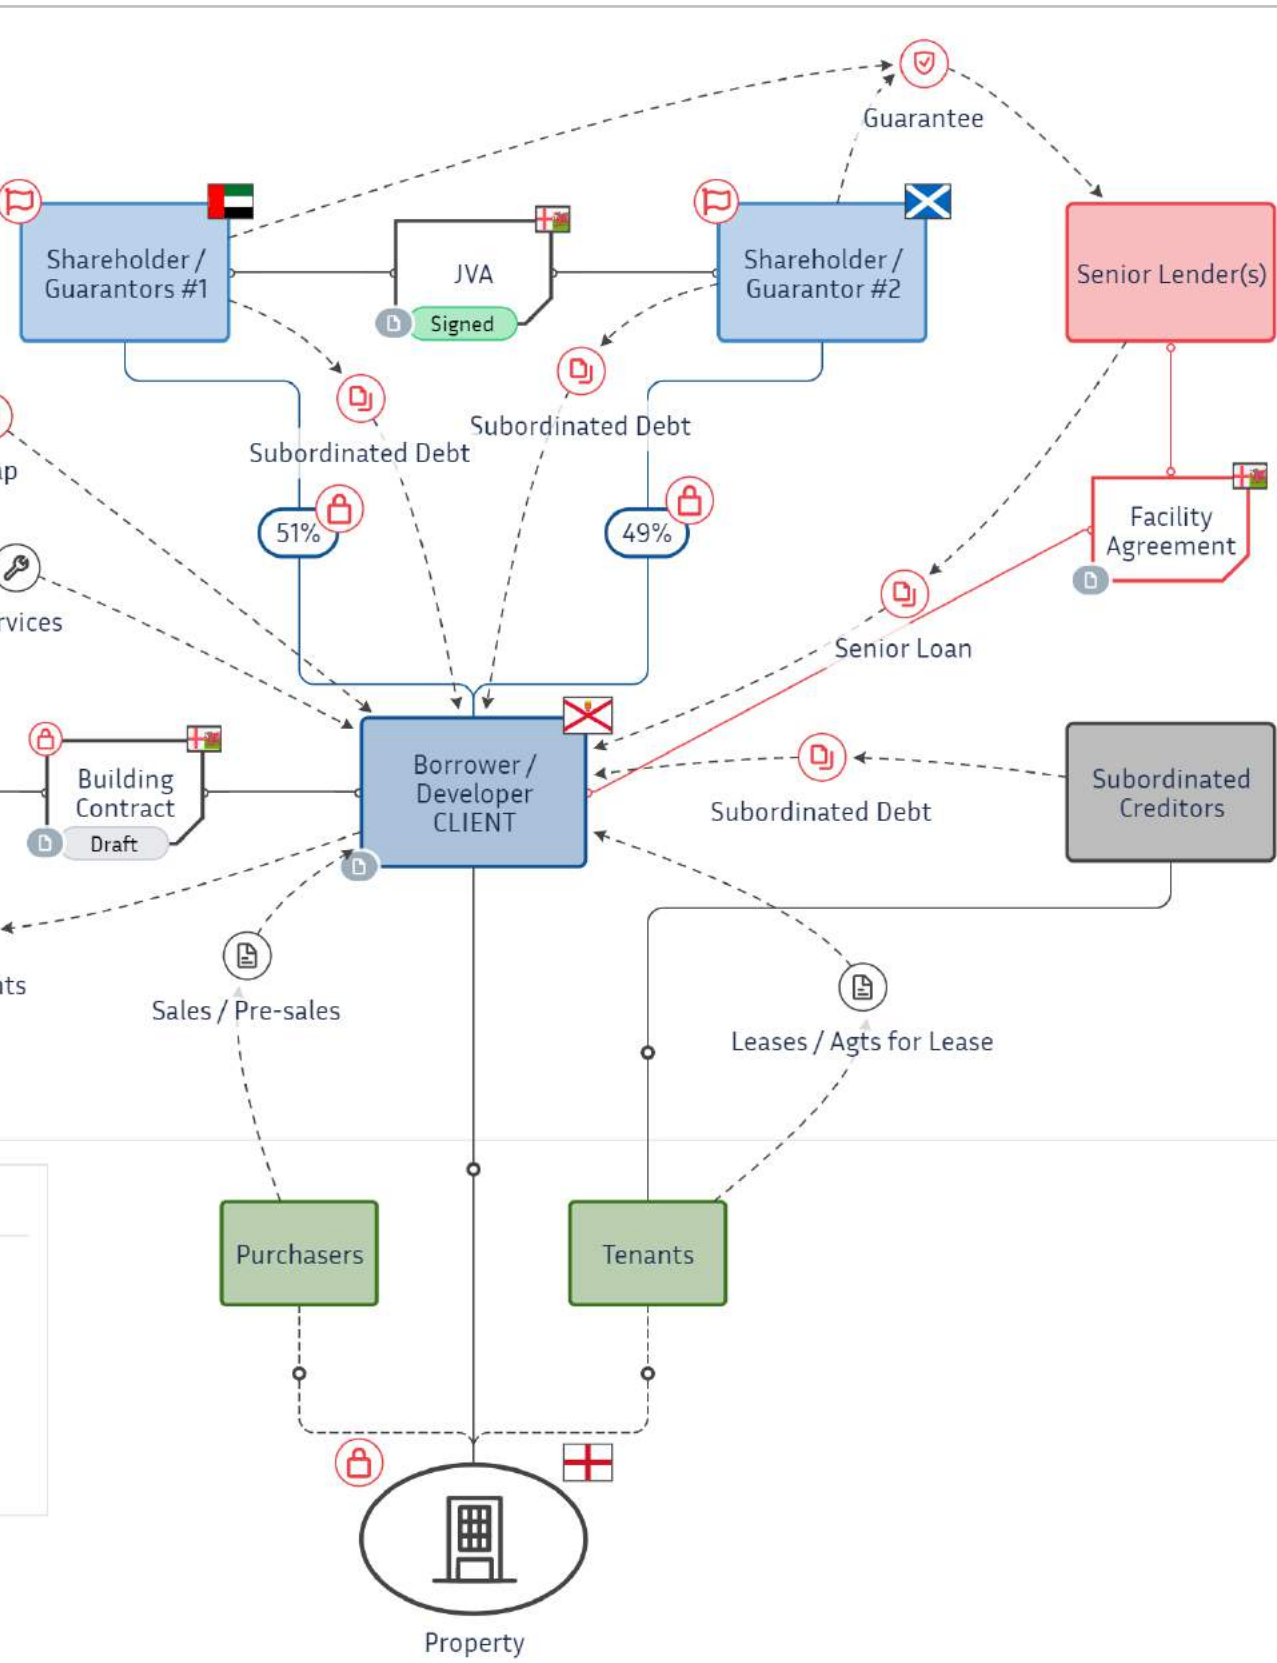 Guarantee
Shareholder /
Guarantors #1
JVA
Signed
Shareholder /
Guarantor #2
Senior Lender(s)
Subordinated Debt
Subordinated Debt
51%
49%
Facility
Agreement
Senior Loan
Building
Contract
Draft
Borrower /
Developer
CLIENT
Subordinated Debt
Subordinated
Creditors
Sales / Pre-sales
Leases / Agts for Lease
Purchasers
Tenants
Property